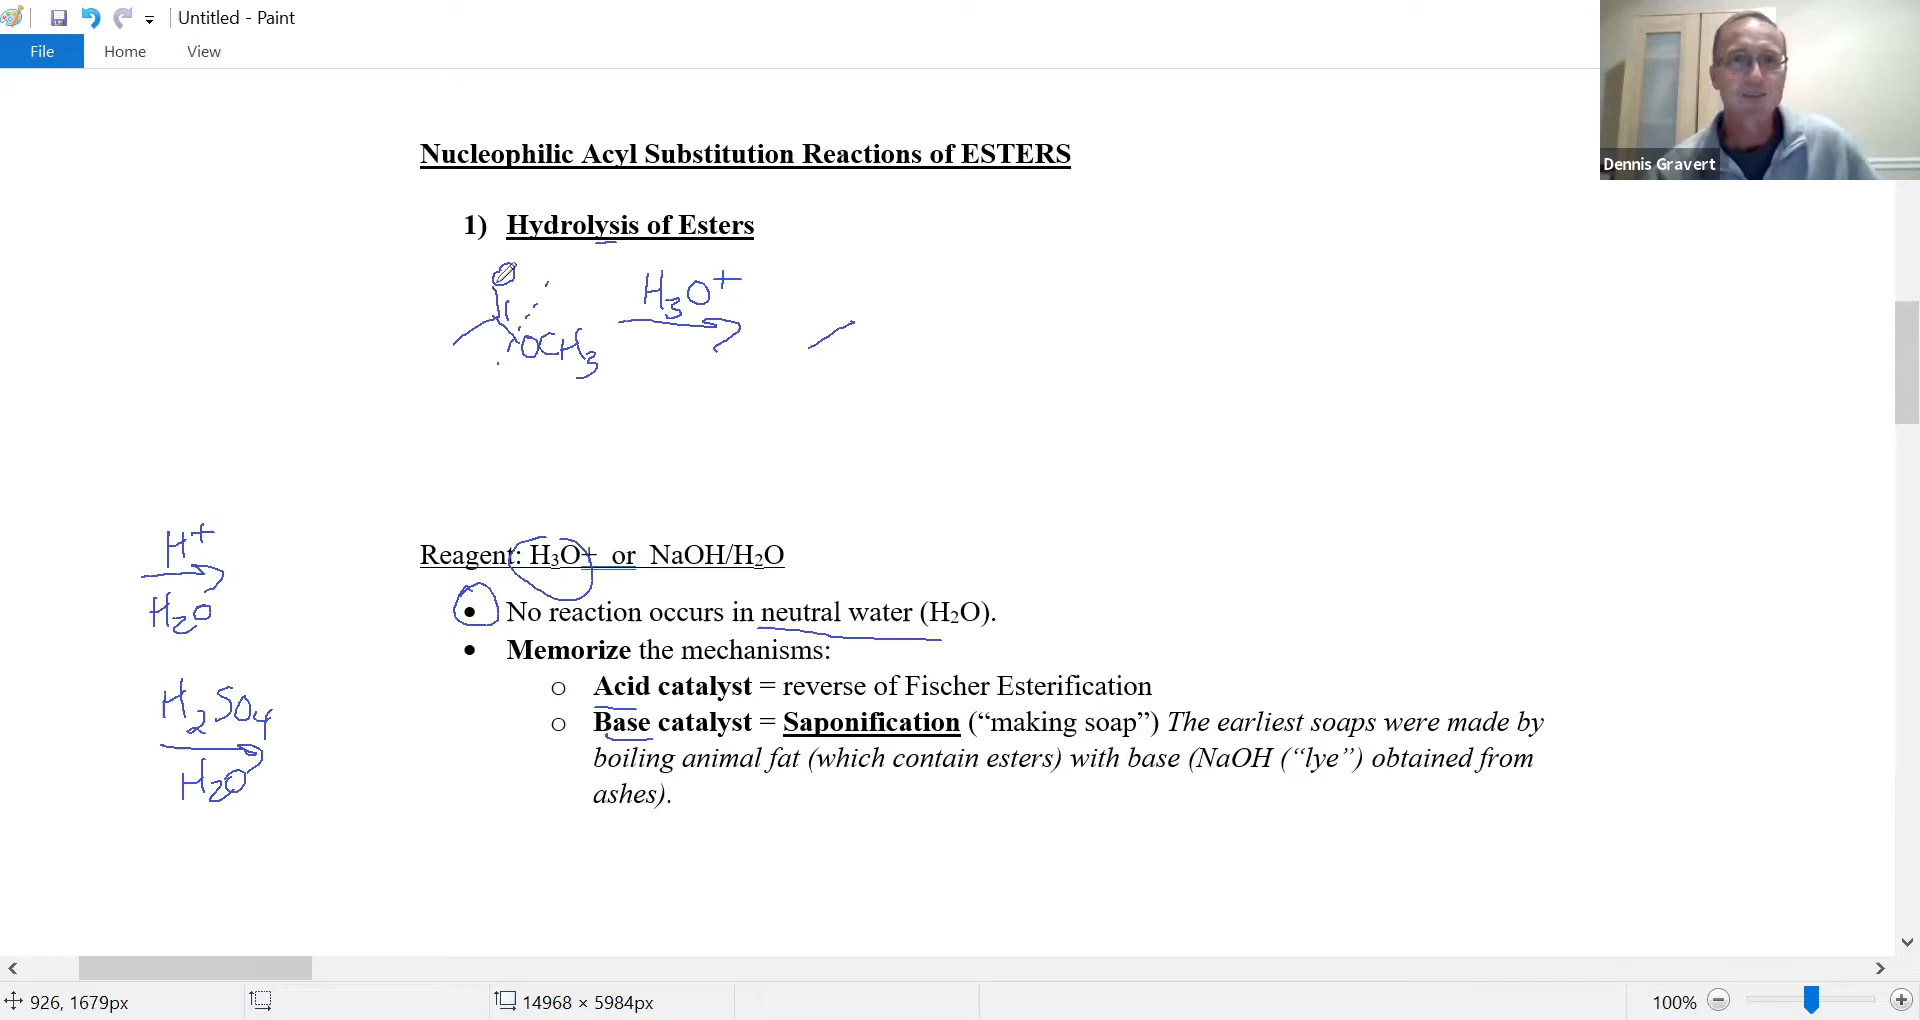 Untitled - Paint
File Home View
Dennis Gravert
Nucleophilic Acyl Substitution Reactions of ESTERS
1) Hydrolysis of Esters
O
OCH3
H3O+
H+
H2O
Reagent: H3O+ or NaOH/H2O
• No reaction occurs in neutral water (H2O).
• Memorize the mechanisms:
H2SO4
H2O
o Acid catalyst = reverse of Fischer Esterification
o Base catalyst = Saponification (“making soap”) The earliest soaps were made by
boiling animal fat (which contain esters) with base (NaOH (“lye”) obtained from
ashes).
926, 1679px
14968 × 5984px
100%